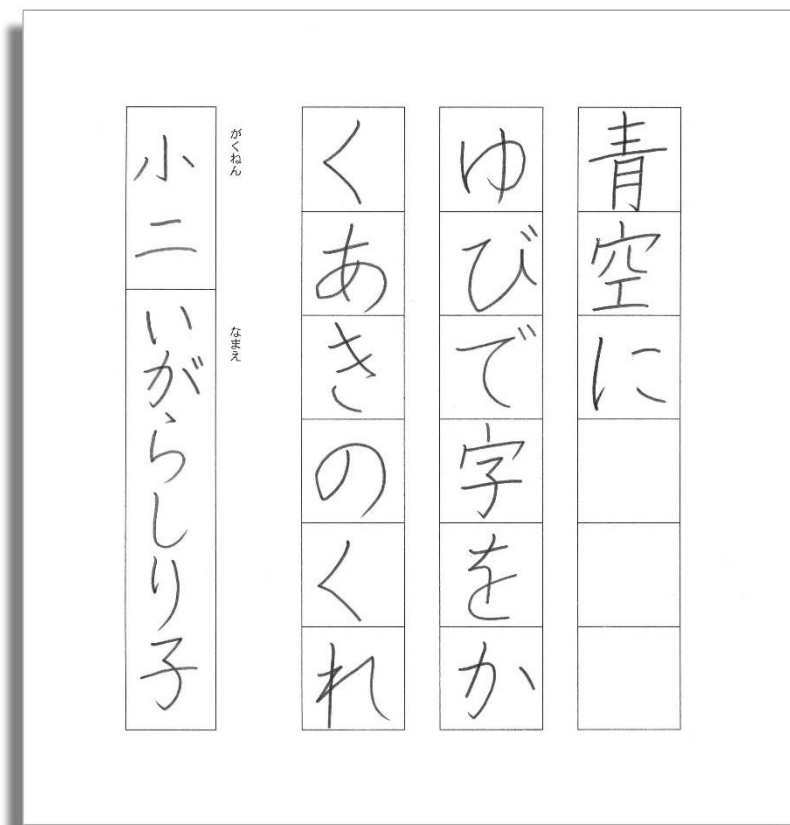 青空に
ゆびで字をか
くあきのくれ
がくねん
小二
なまえ
いがらしり子